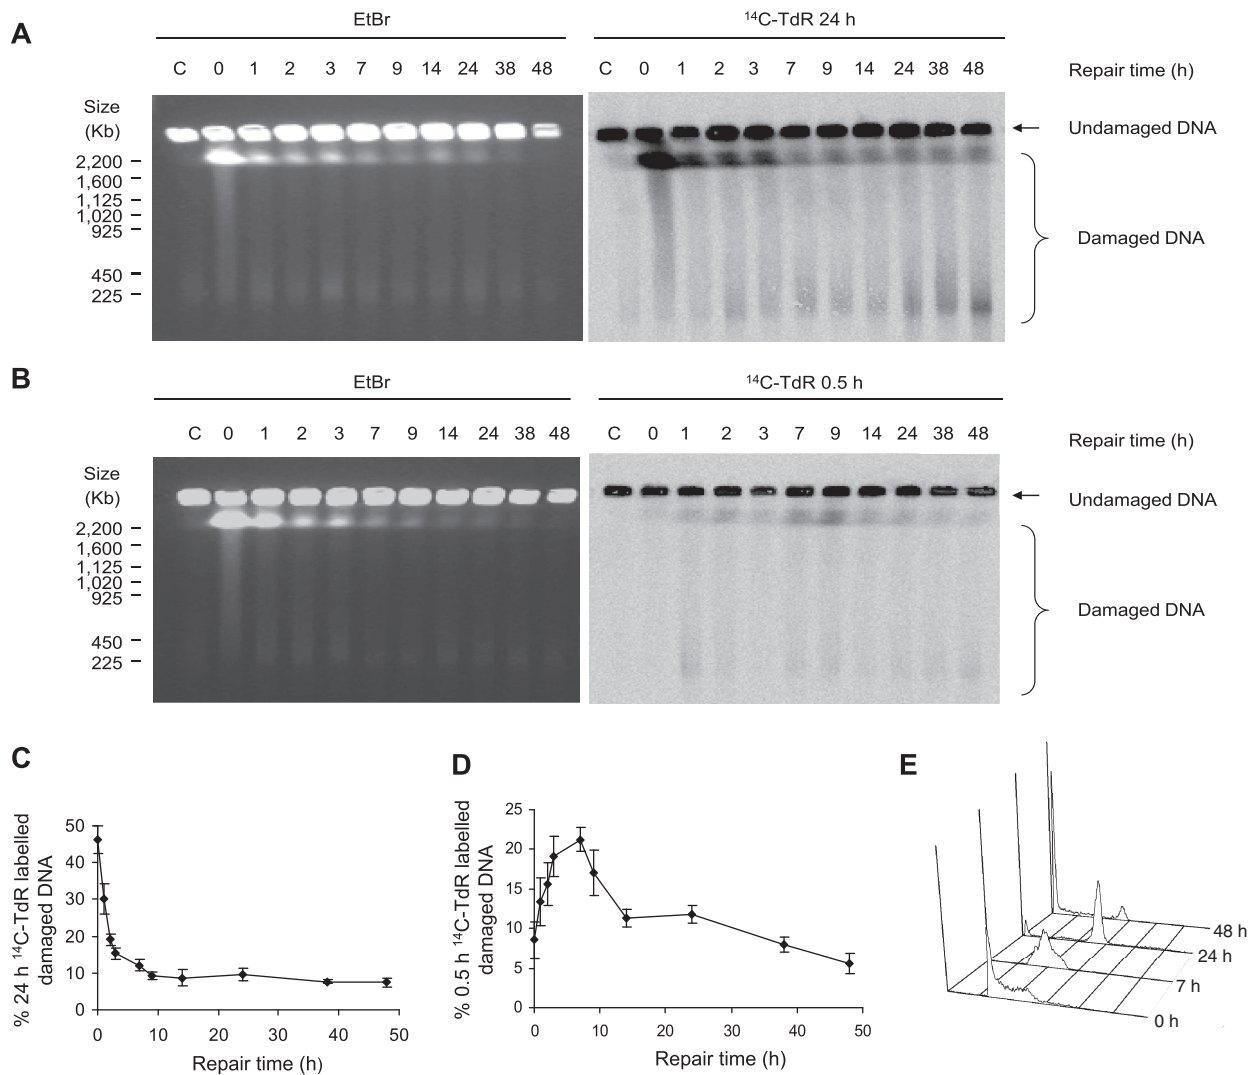 A
EtBr
¹⁴C-TdR 24 h
C 0 1 2 3 7 9 14 24 38 48
C 0 1 2 3 7 9 14 24 38 48
Repair time (h)
Size
(Kb)
Undamaged DNA
2,200
1,600
1,125
1,020
925
450
225
Damaged DNA
B
EtBr
¹⁴C-TdR 0.5 h
C 0 1 2 3 7 9 14 24 38 48
C 0 1 2 3 7 9 14 24 38 48
Repair time (h)
Size
(Kb)
Undamaged DNA
2,200
1,600
1,125
1,020
925
450
225
Damaged DNA
C
% 24 h ¹⁴C-TdR labelled
damaged DNA
50
40
30
20
10
0
0 10 20 30 40 50
Repair time (h)
D
% 0.5 h ¹⁴C-TdR labelled
damaged DNA
25
20
15
10
5
0
0 10 20 30 40 50
Repair time (h)
E
48 h
24 h
7 h
0 h